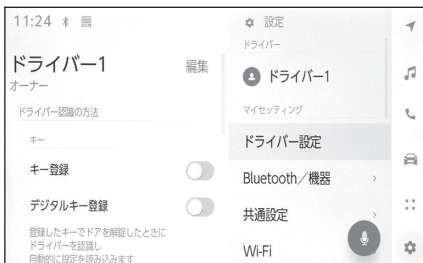 11:24
ドライバー1
編集
オーナー
ドライバー認識の方法
キー
キー登録
デジタルキー登録
登録したキーでドアを解錠したときに
ドライバーを認識し
自動的に設定を読み込みます
設定
ドライバー
ドライバー1
マイセッティング
ドライバー設定
Bluetooth/機器
共通設定
Wi-Fi